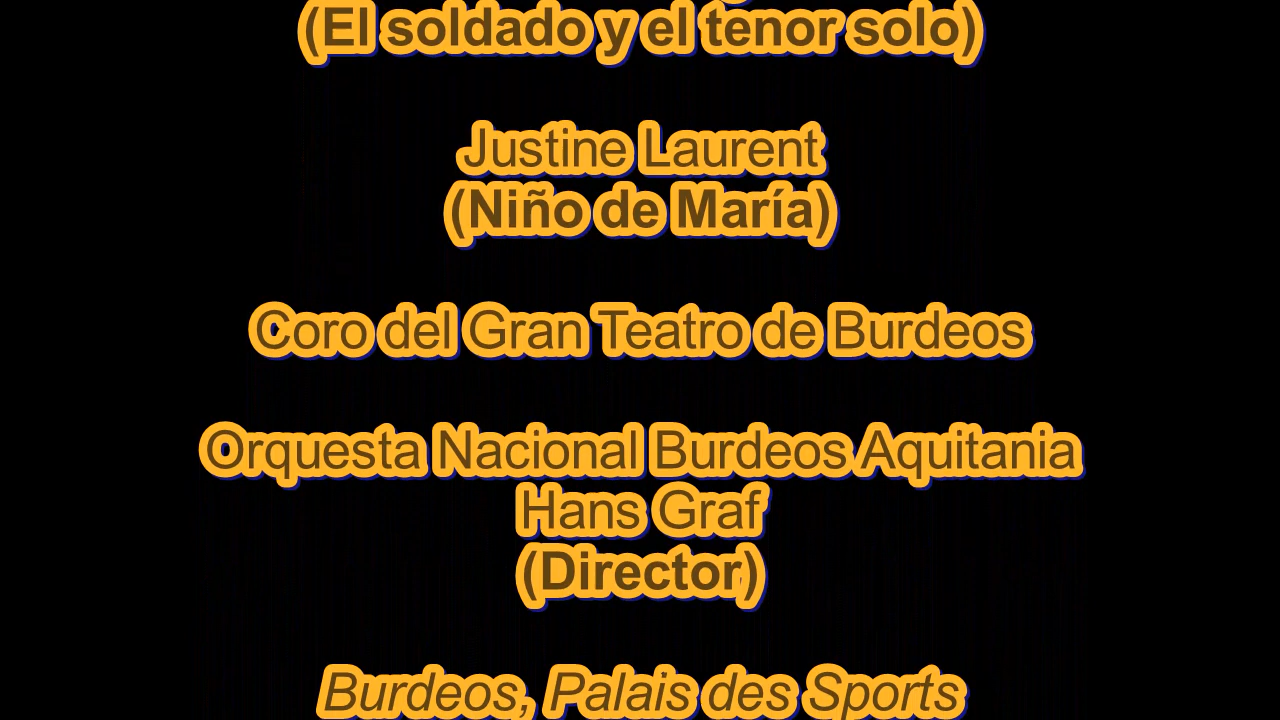 (El soldado y el tenor solo)
Justine Laurent
(Niño de María)
Coro del Gran Teatro de Burdeos
Orquesta Nacional Burdeos Aquitania
Hans Graf
(Director)
Burdeos, Palais des Sports